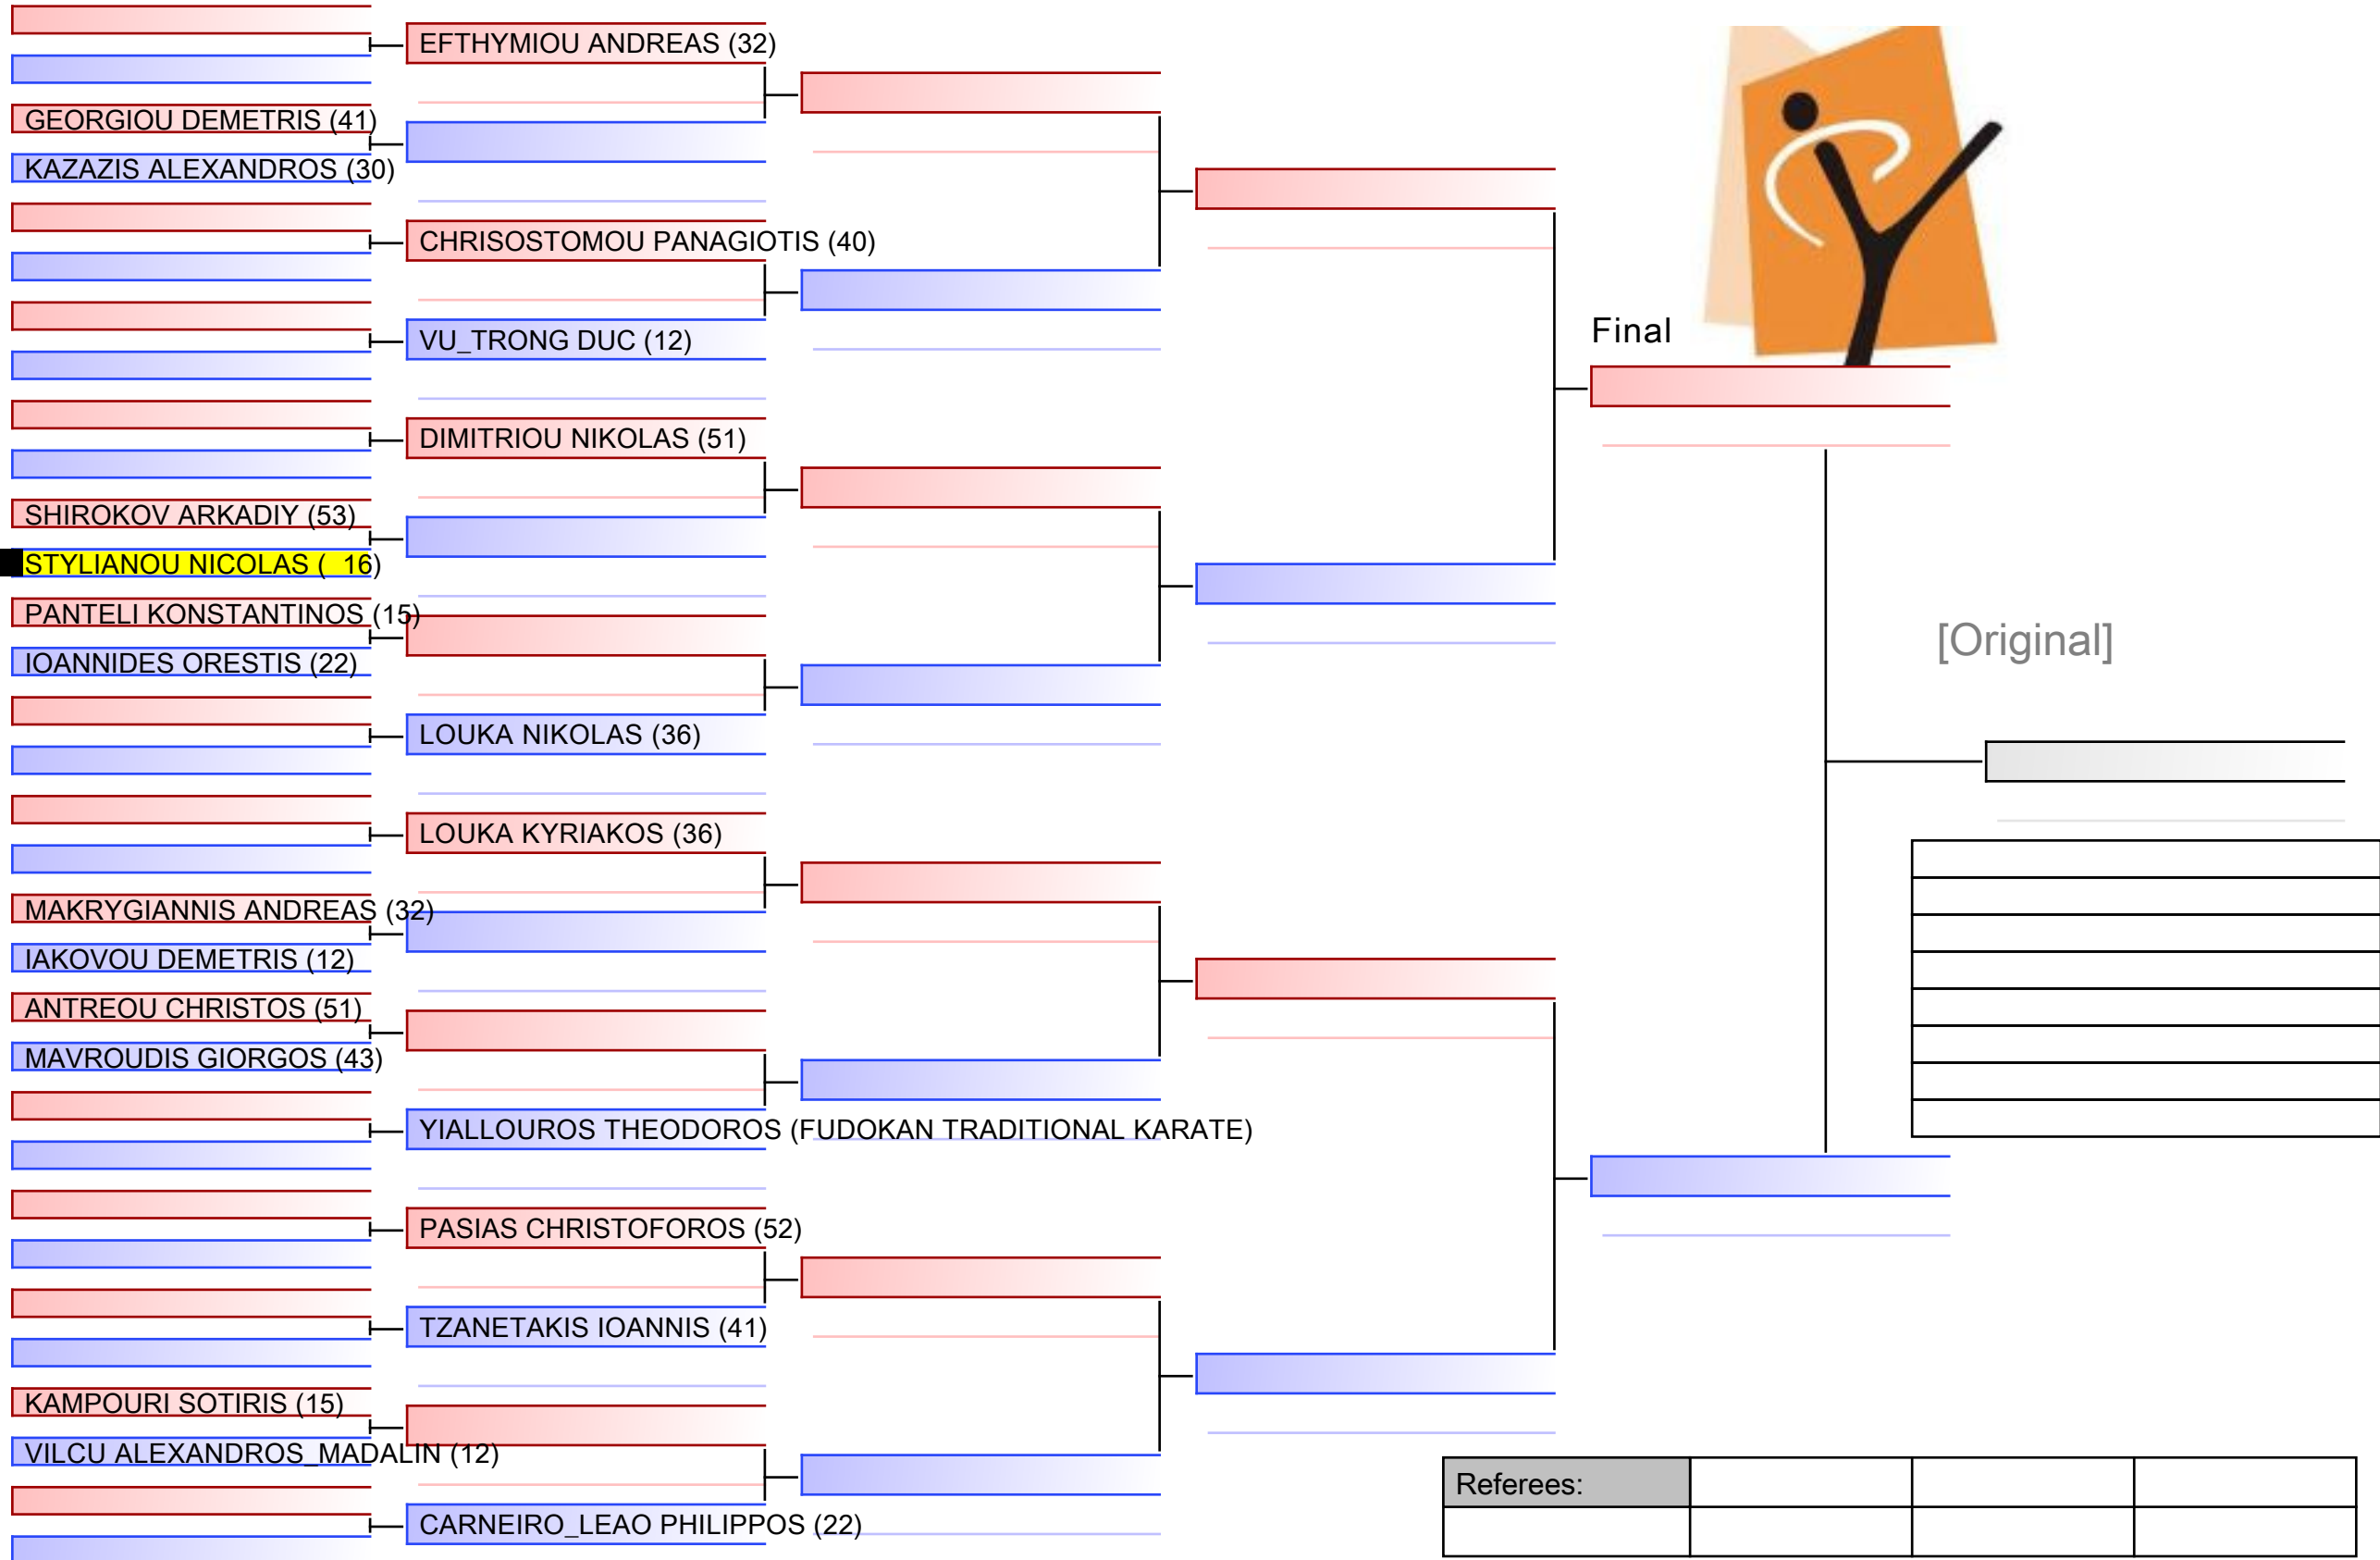 EFTHYMIOU ANDREAS (32)
GEORGIOU DEMETRIS (41)
KAZAZIS ALEXANDROS (30)
CHRISOSTOMOU PANAGIOTIS (40)
VU_TRONG DUC (12)
Final
DIMITRIOU NIKOLAS (51)
SHIROKOV ARKADIY (53)
STYLIANOU NICOLAS (  16)
PANTELI KONSTANTINOS (15)
IOANNIDES ORESTIS (22)
[Original]
LOUKA NIKOLAS (36)
LOUKA KYRIAKOS (36)
MAKRYGIANNIS ANDREAS (32)
IAKOVOU DEMETRIS (12)
ANTREOU CHRISTOS (51)
MAVROUDIS GIORGOS (43)
YIALLOUROS THEODOROS (FUDOKAN TRADITIONAL KARATE)
PASIAS CHRISTOFOROS (52)
TZANETAKIS IOANNIS (41)
KAMPOURI SOTIRIS (15)
VILCU ALEXANDROS_MADALIN (12)
Referees:
CARNEIRO_LEAO PHILIPPOS (22)